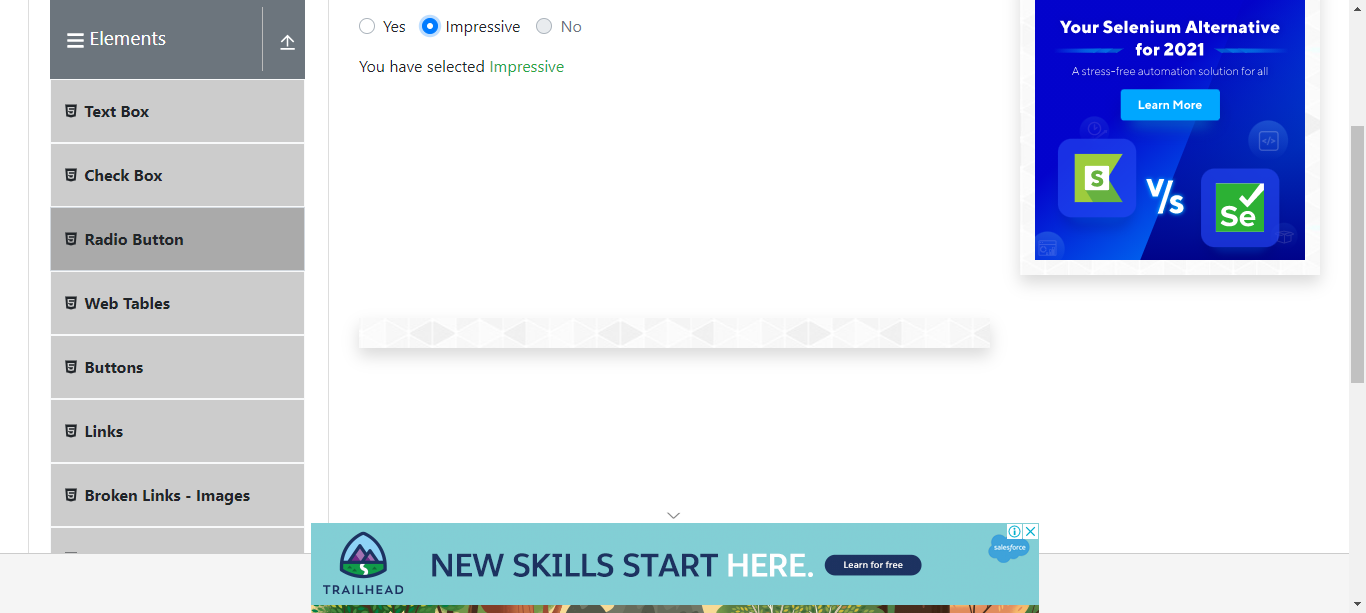 Elements
Text Box
Check Box
Radio Button
Web Tables
Buttons
Links
Broken Links - Images
Yes Impressive No
You have selected Impressive
Your Selenium Alternative
for 2021
A stress-free automation solution for all
Learn More
S
V/s
Se
TRAILHEAD
NEW SKILLS START HERE.
Learn for free
salesforce